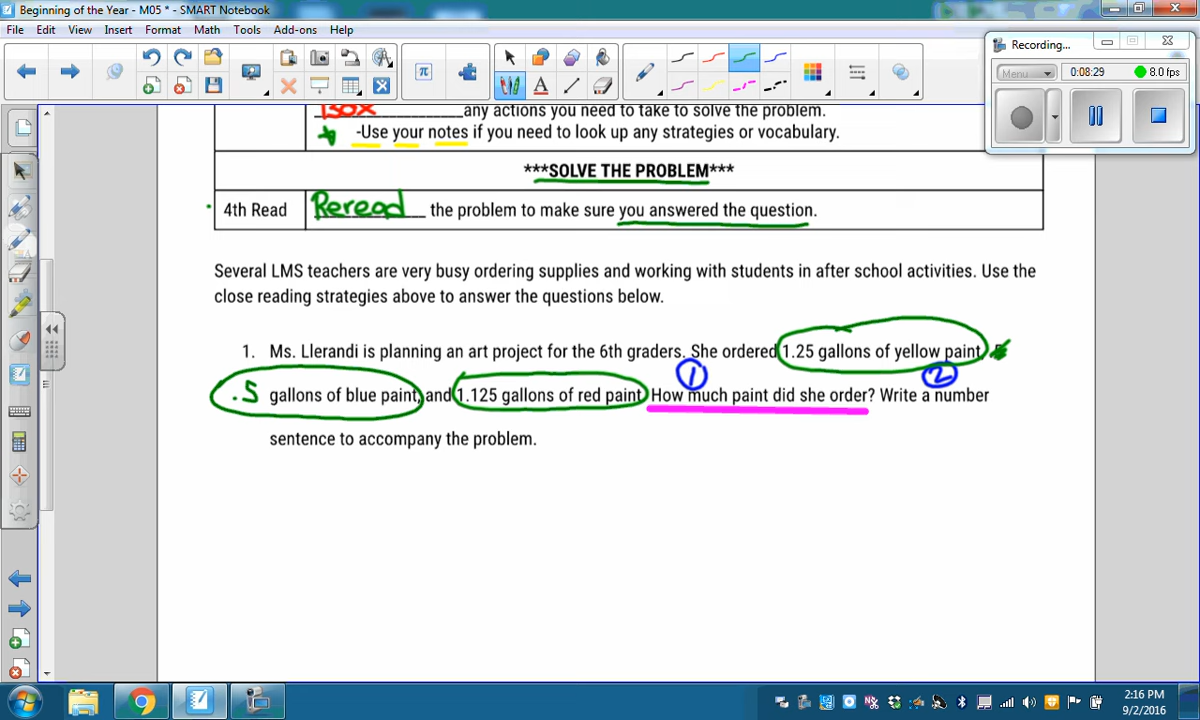 Beginning of the Year - M05 * - SMART Notebook
File Edit View Insert Format Math Tools Add-ons Help
Recording...
Menu 0:08:29 8.0 fps
Box any actions you need to take to solve the problem.
-Use your notes if you need to look up any strategies or vocabulary.
***SOLVE THE PROBLEM***
4th Read Reread the problem to make sure you answered the question.
Several LMS teachers are very busy ordering supplies and working with students in after school activities. Use the
close reading strategies above to answer the questions below.
1. Ms. Llerandi is planning an art project for the 6th graders. She ordered 1.25 gallons of yellow paint,
1 2
.5 gallons of blue paint, and 1.125 gallons of red paint. How much paint did she order? Write a number
sentence to accompany the problem.
2:16 PM
9/2/2016